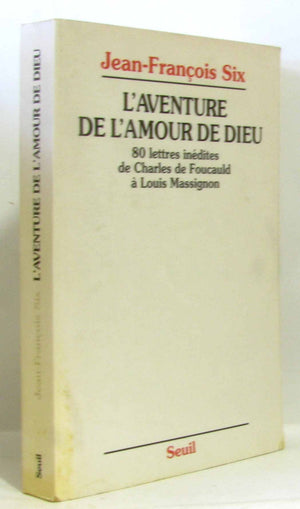 Jean-François Six
L'AVENTURE
DE L'AMOUR DE DIEU
80 lettres inédites
de Charles de Foucauld
à Louis Massignon
Seuil
Jean-François Six L'AVENTURE DE L'AMOUR DE DIEU
Seuil